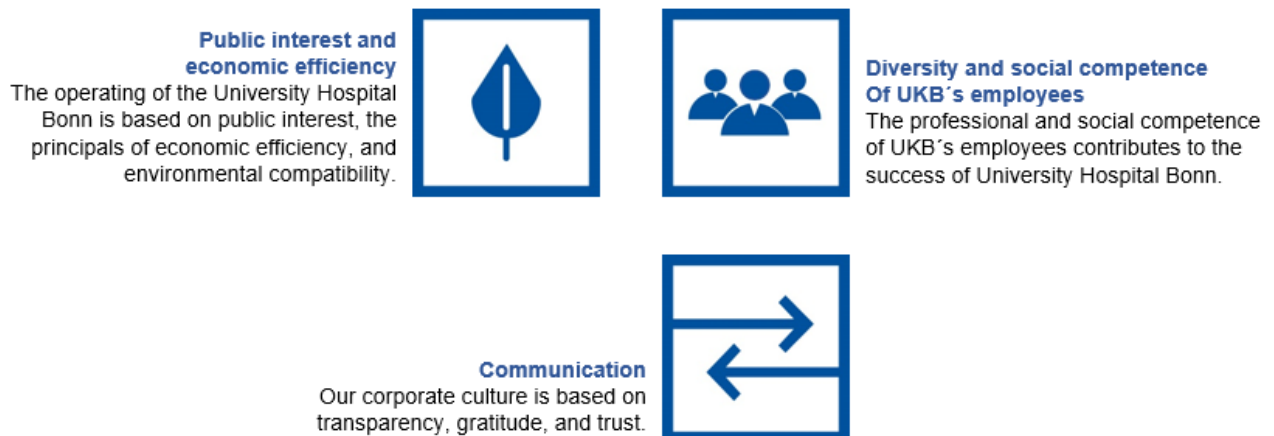 Public interest and
economic efficiency
The operating of the University Hospital
Bonn is based on public interest, the
principals of economic efficiency, and
environmental compatibility.
Diversity and social competence
Of UKB´s employees
The professional and social competence
of UKB´s employees contributes to the
success of University Hospital Bonn.
Communication
Our corporate culture is based on
transparency, gratitude, and trust.